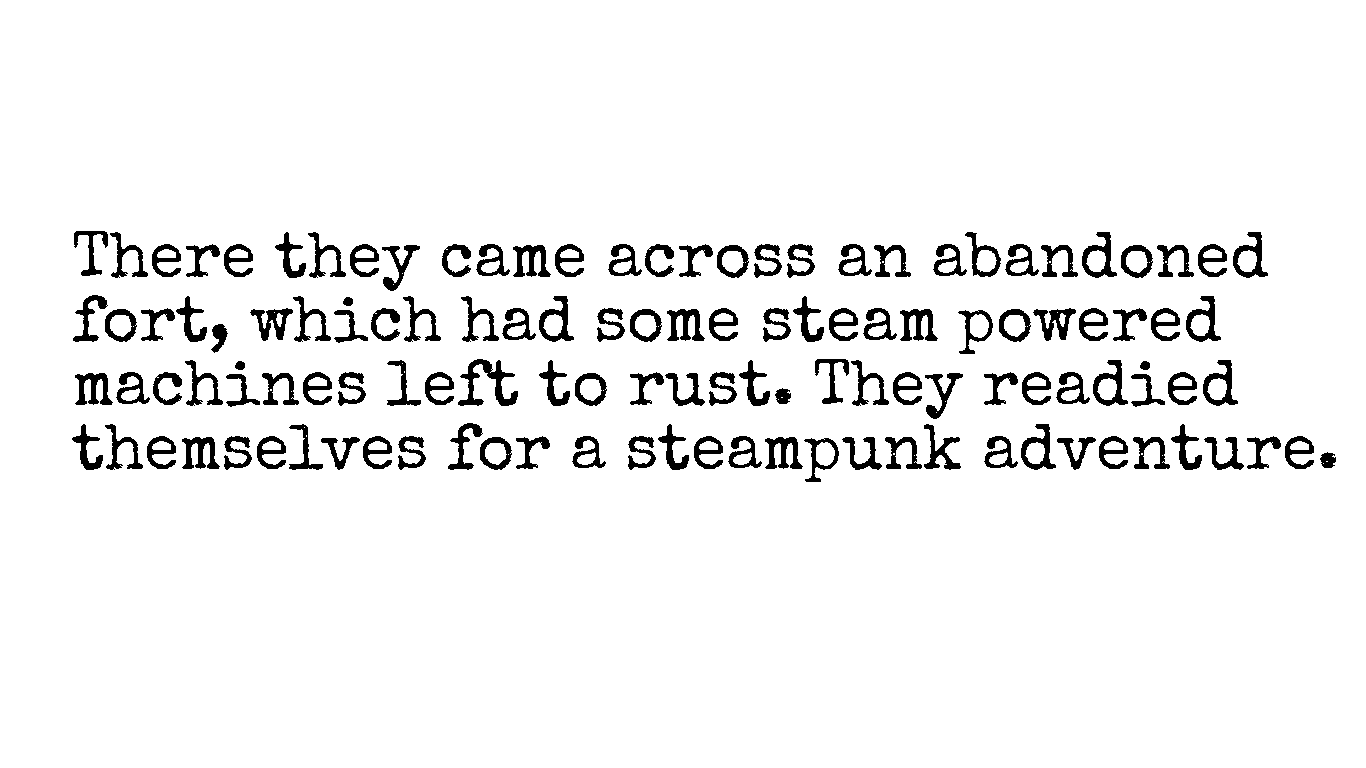 There they came across an abandoned
fort, which had some steam powered
machines left to rust. They readied
themselves for a steampunk adventure.